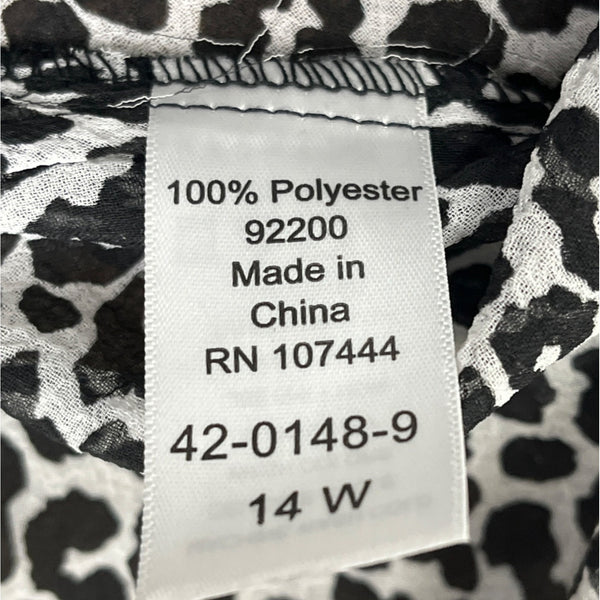 100% Polyester
92200
Made in
China
RN 107444
42-0148-9
14 W